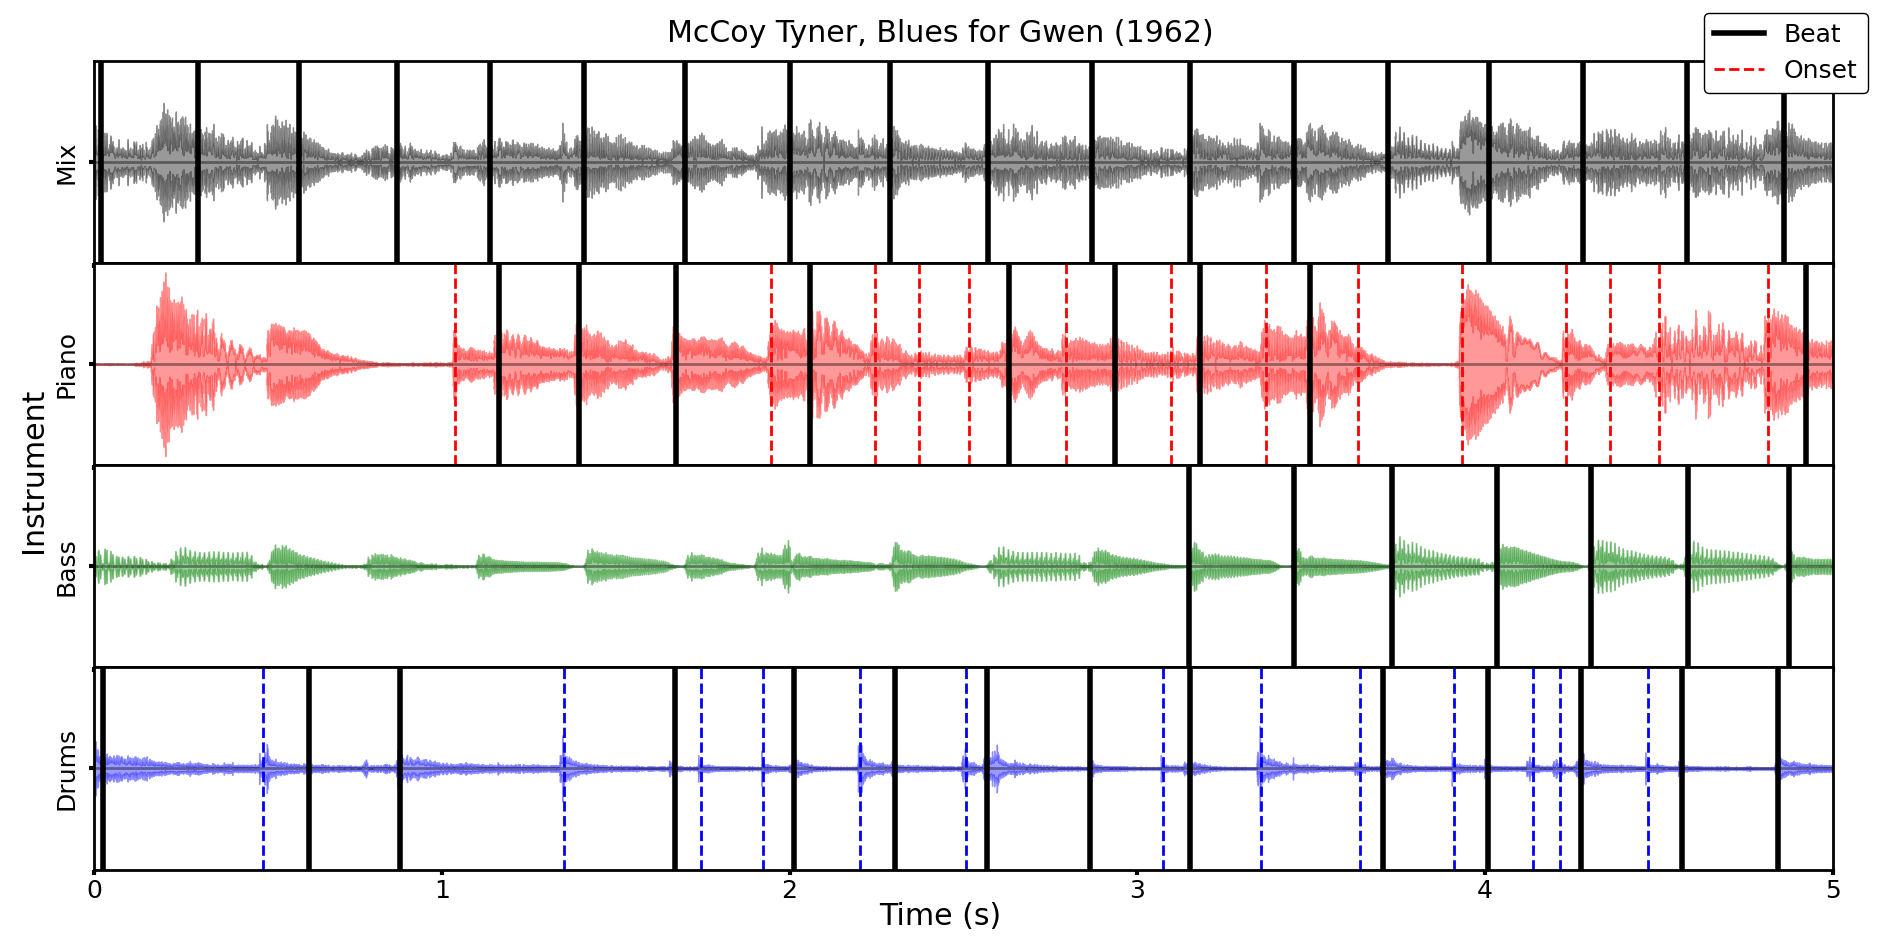 McCoy Tyner, Blues for Gwen (1962)
Beat
Onset
Instrument
Mix
Piano
Bass
Drums
0 1 2 3 4 5
Time (s)